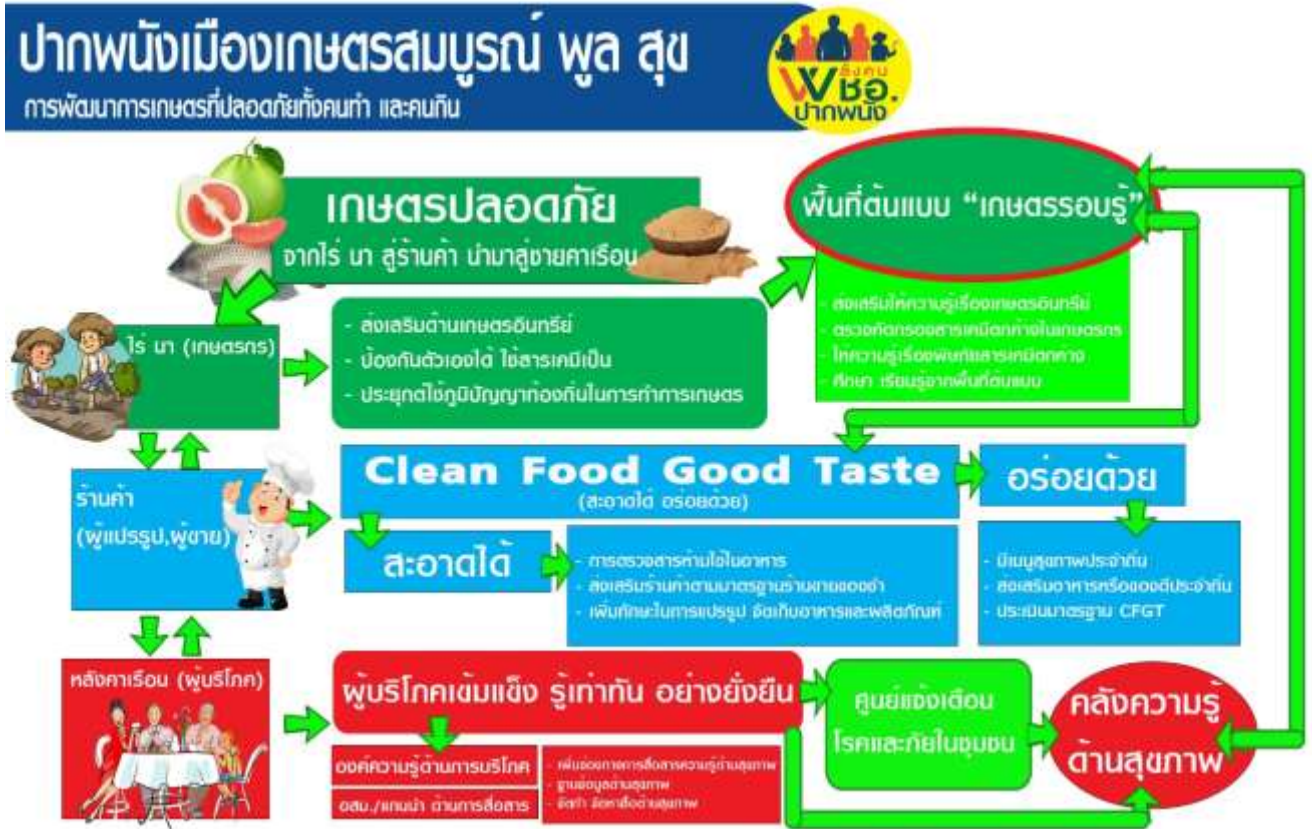 ปากพนังเมืองเกษตรสมบูรณ์ พูล สุข
การพัฒนาการเกษตรที่ปลอดภัยทั้งคนทำ และคนกิน
สังคม
พชอ.
ปากพนัง
เกษตรปลอดภัย
จากไร่ นา สู่ร้านค้า นำมาสู่ชายคาเรือน
พื้นที่ต้นแบบ “เกษตรรอบรู้”
- ส่งเสริมให้ความรู้เรื่องเกษตรอินทรีย์
- ตรวจคัดกรองสารเคมีตกค้างในเกษตรกร
- ให้ความรู้เรื่องพิษภัยสารเคมีตกค้าง
- ศึกษา เรียนรู้จากพื้นที่ต้นแบบ
ไร่ นา (เกษตรกร)
- ส่งเสริมด้านเกษตรอินทรีย์
- ป้องกันตัวเองได้ ใช้สารเคมีเป็น
- ประยุกต์ใช้ภูมิปัญญาท้องถิ่นในการทำการเกษตร
ร้านค้า
(ผู้แปรรูป,ผู้ขาย)
Clean Food Good Taste
(สะอาดได้ อร่อยด้วย)
อร่อยด้วย
สะอาดได้
- การตรวจสารห้ามใช้ในอาหาร
- ส่งเสริมร้านค้าตามมาตรฐานร้านขายของชำ
- เพิ่มทักษะในการแปรรูป จัดเก็บอาหารและผลิตภัณฑ์
- มีเมนูสุขภาพประจำถิ่น
- ส่งเสริมอาหารหรือของดีประจำถิ่น
- ประเมินมาตรฐาน CFGT
หลังคาเรือน (ผู้บริโภค)
ผู้บริโภคเข้มแข็ง รู้เท่าทัน อย่างยั่งยืน
ศูนย์แจ้งเตือน
โรคและภัยในชุมชน
คลังความรู้
ด้านสุขภาพ
องค์ความรู้ด้านการบริโภค
อสม./แกนนำ ด้านการสื่อสาร
- เพิ่มช่องทางการสื่อสารความรู้ด้านสุขภาพ
- ฐานข้อมูลด้านสุขภาพ
- จัดทำ จัดหาสื่อด้านสุขภาพ